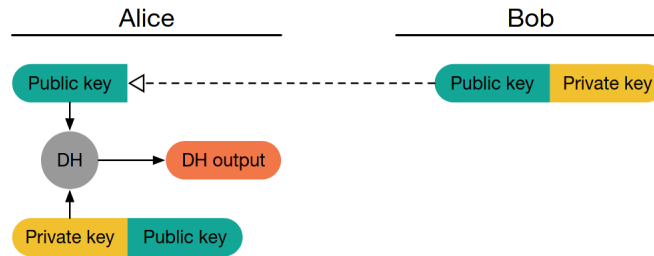 Alice
Bob
Public key
Public key Private key
DH
DH output
Private key Public key